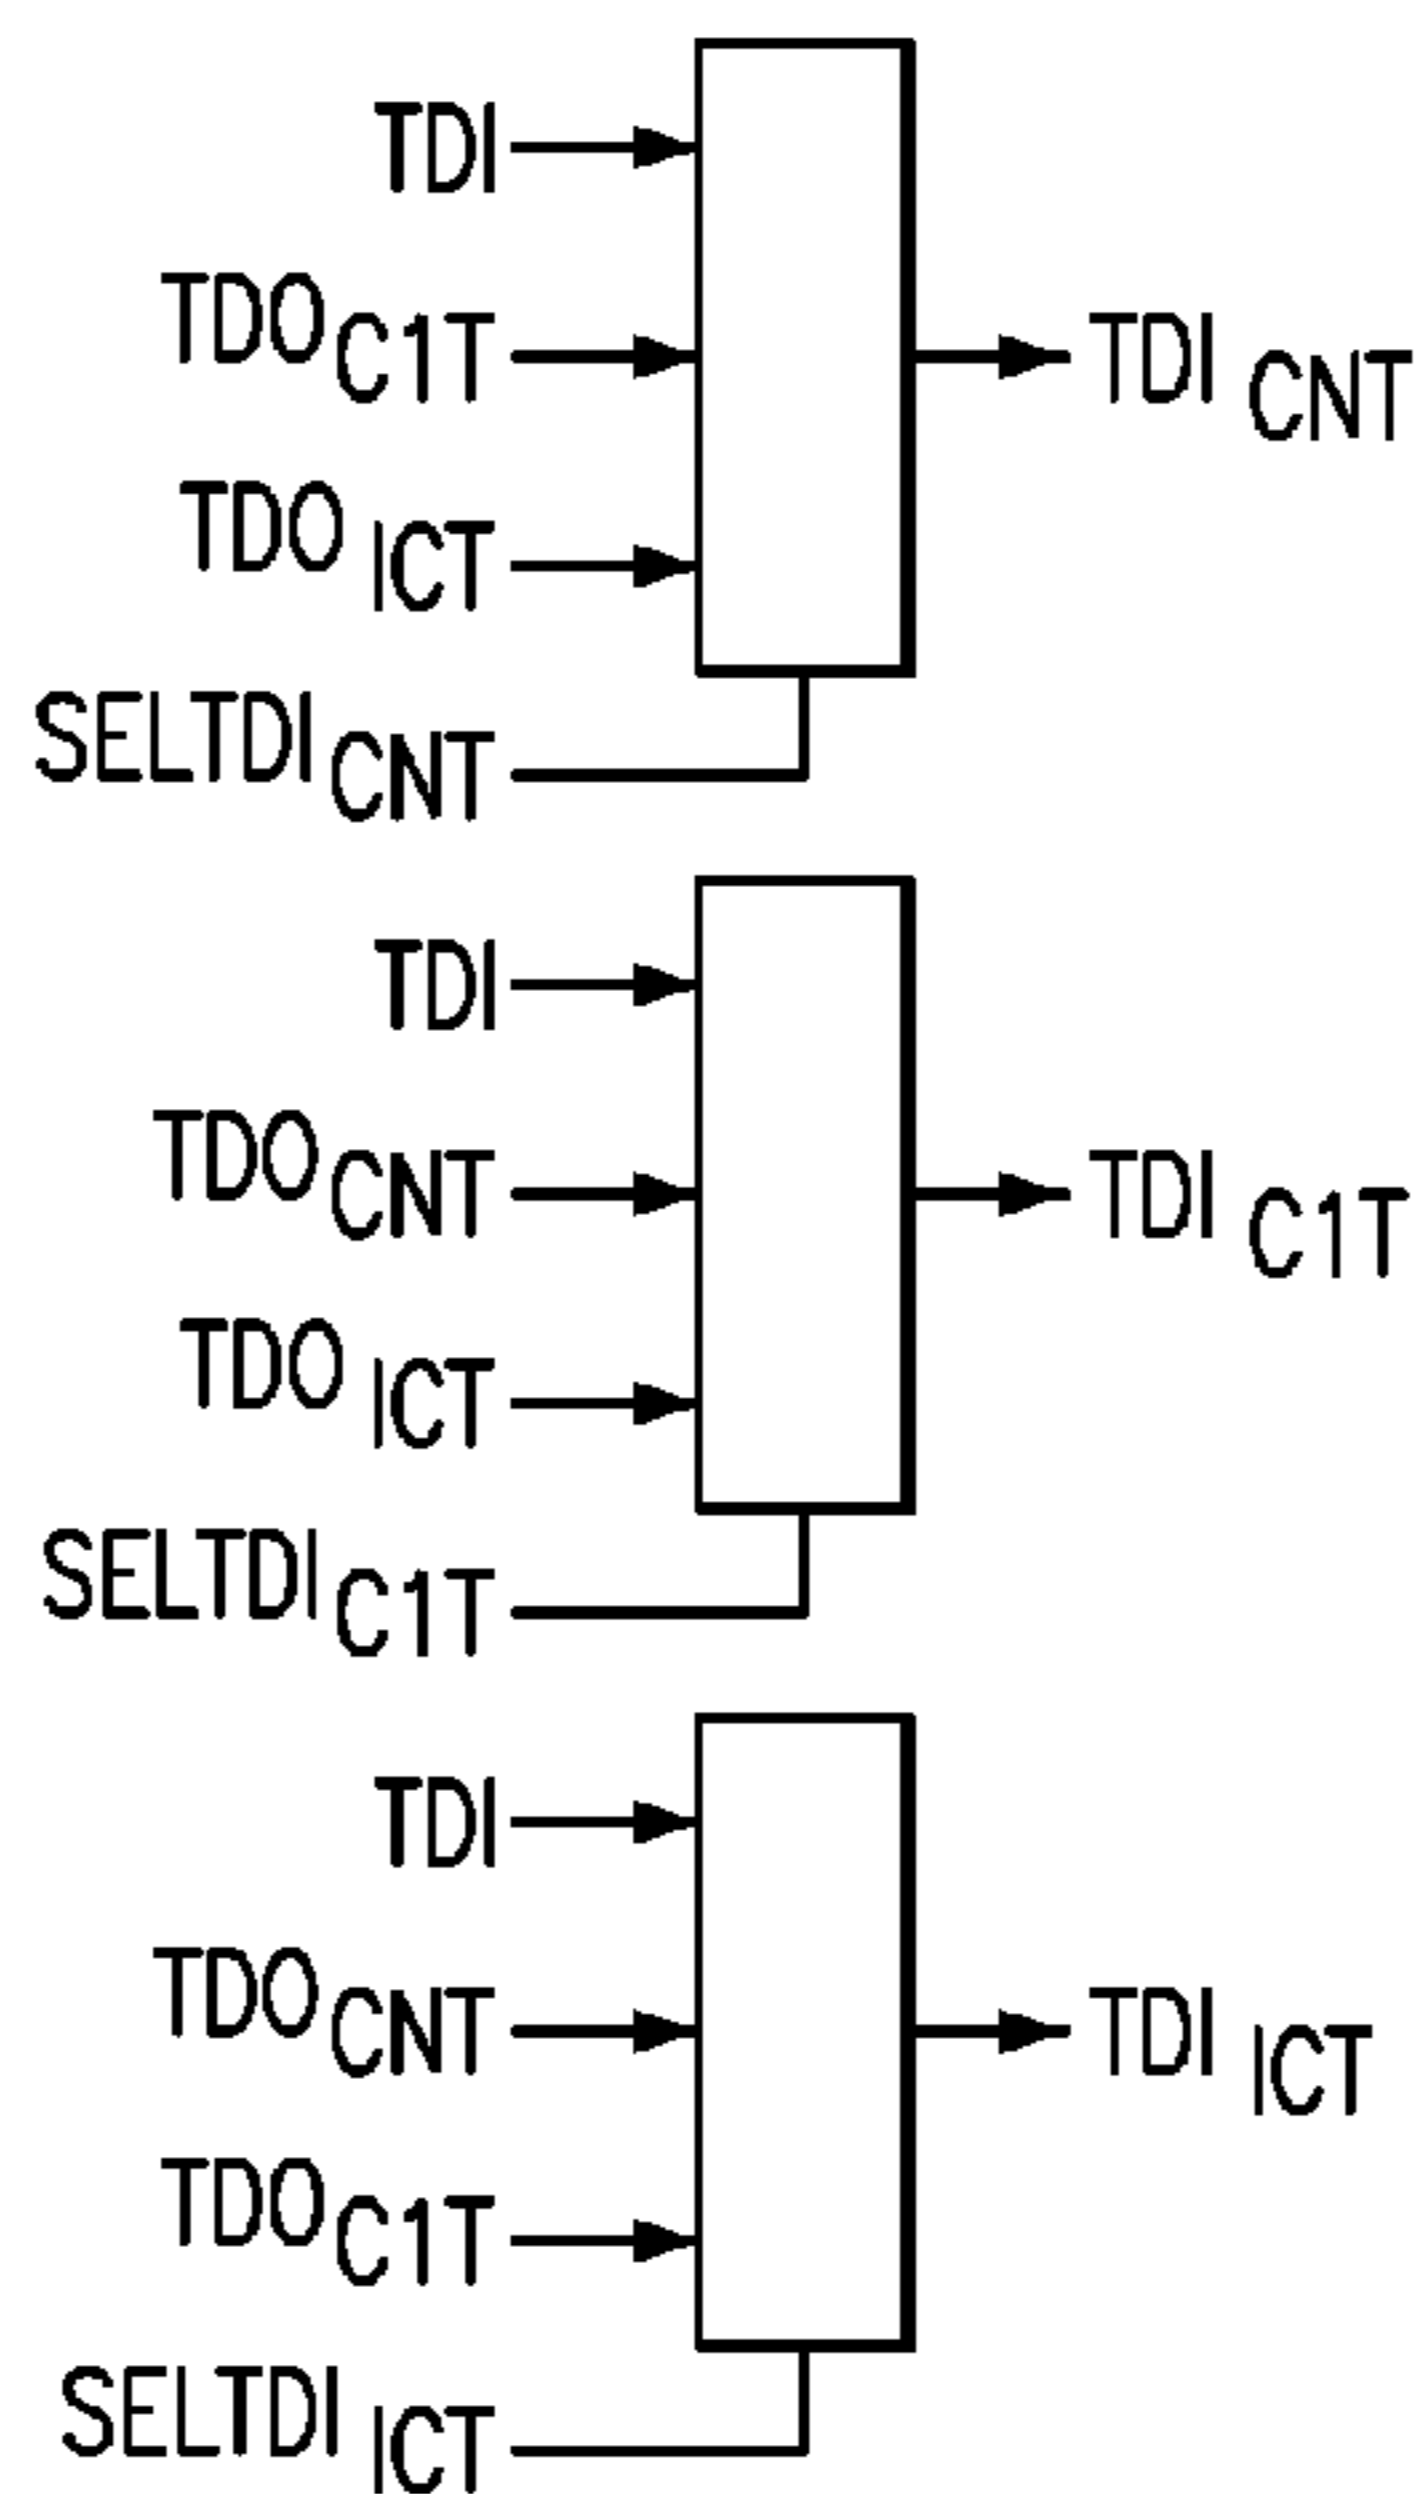 TDI
TDO C1T
TDI CNT
TDO ICT
SELTDI CNT
TDI
TDO CNT
TDI C1T
TDO ICT
SELTDI C1T
TDI
TDO CNT
TDI ICT
TDO C1T
SELTDI ICT